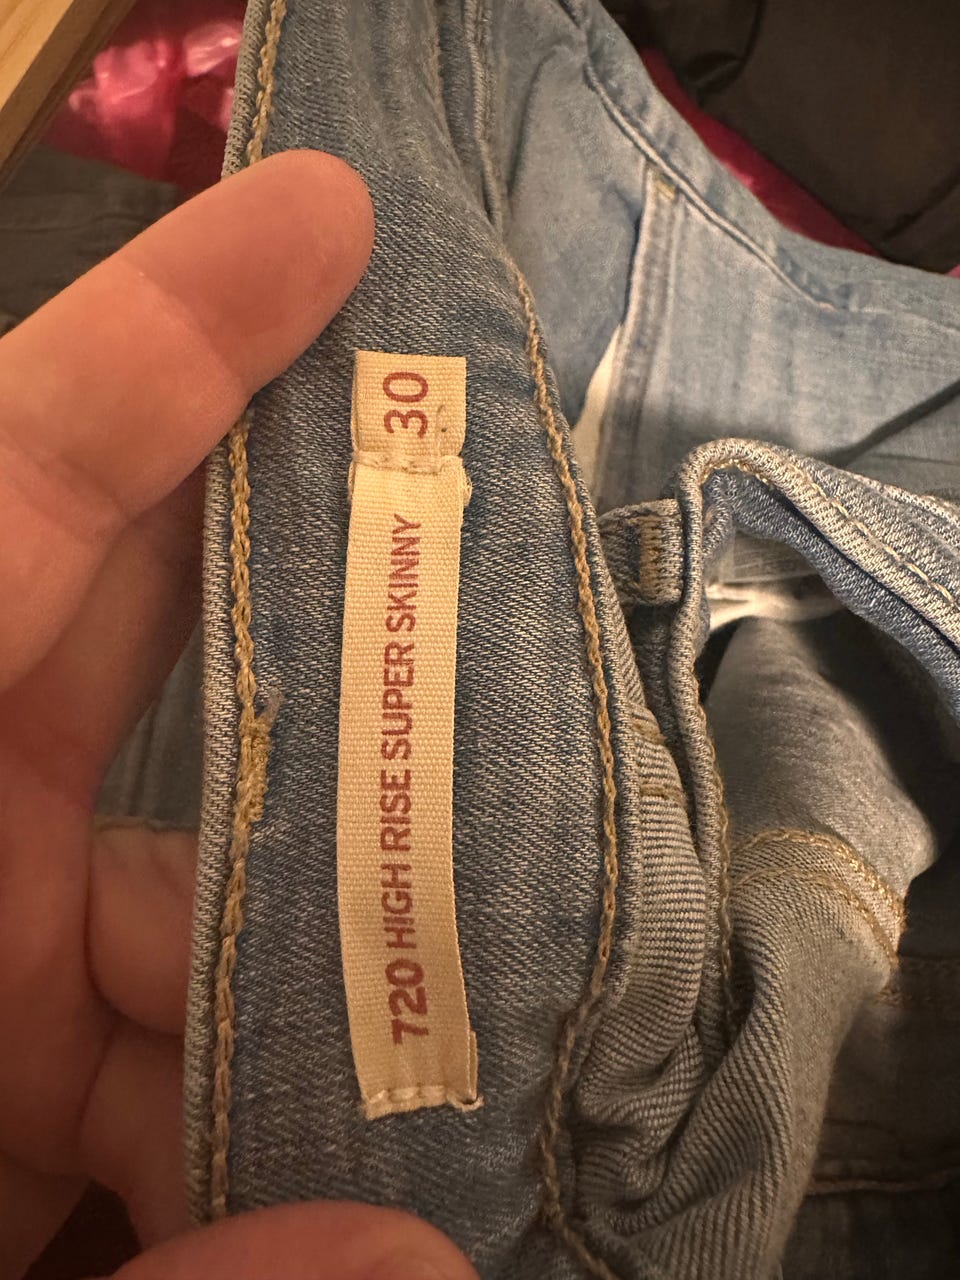 720 HIGH RISE SUPER SKINNY
30